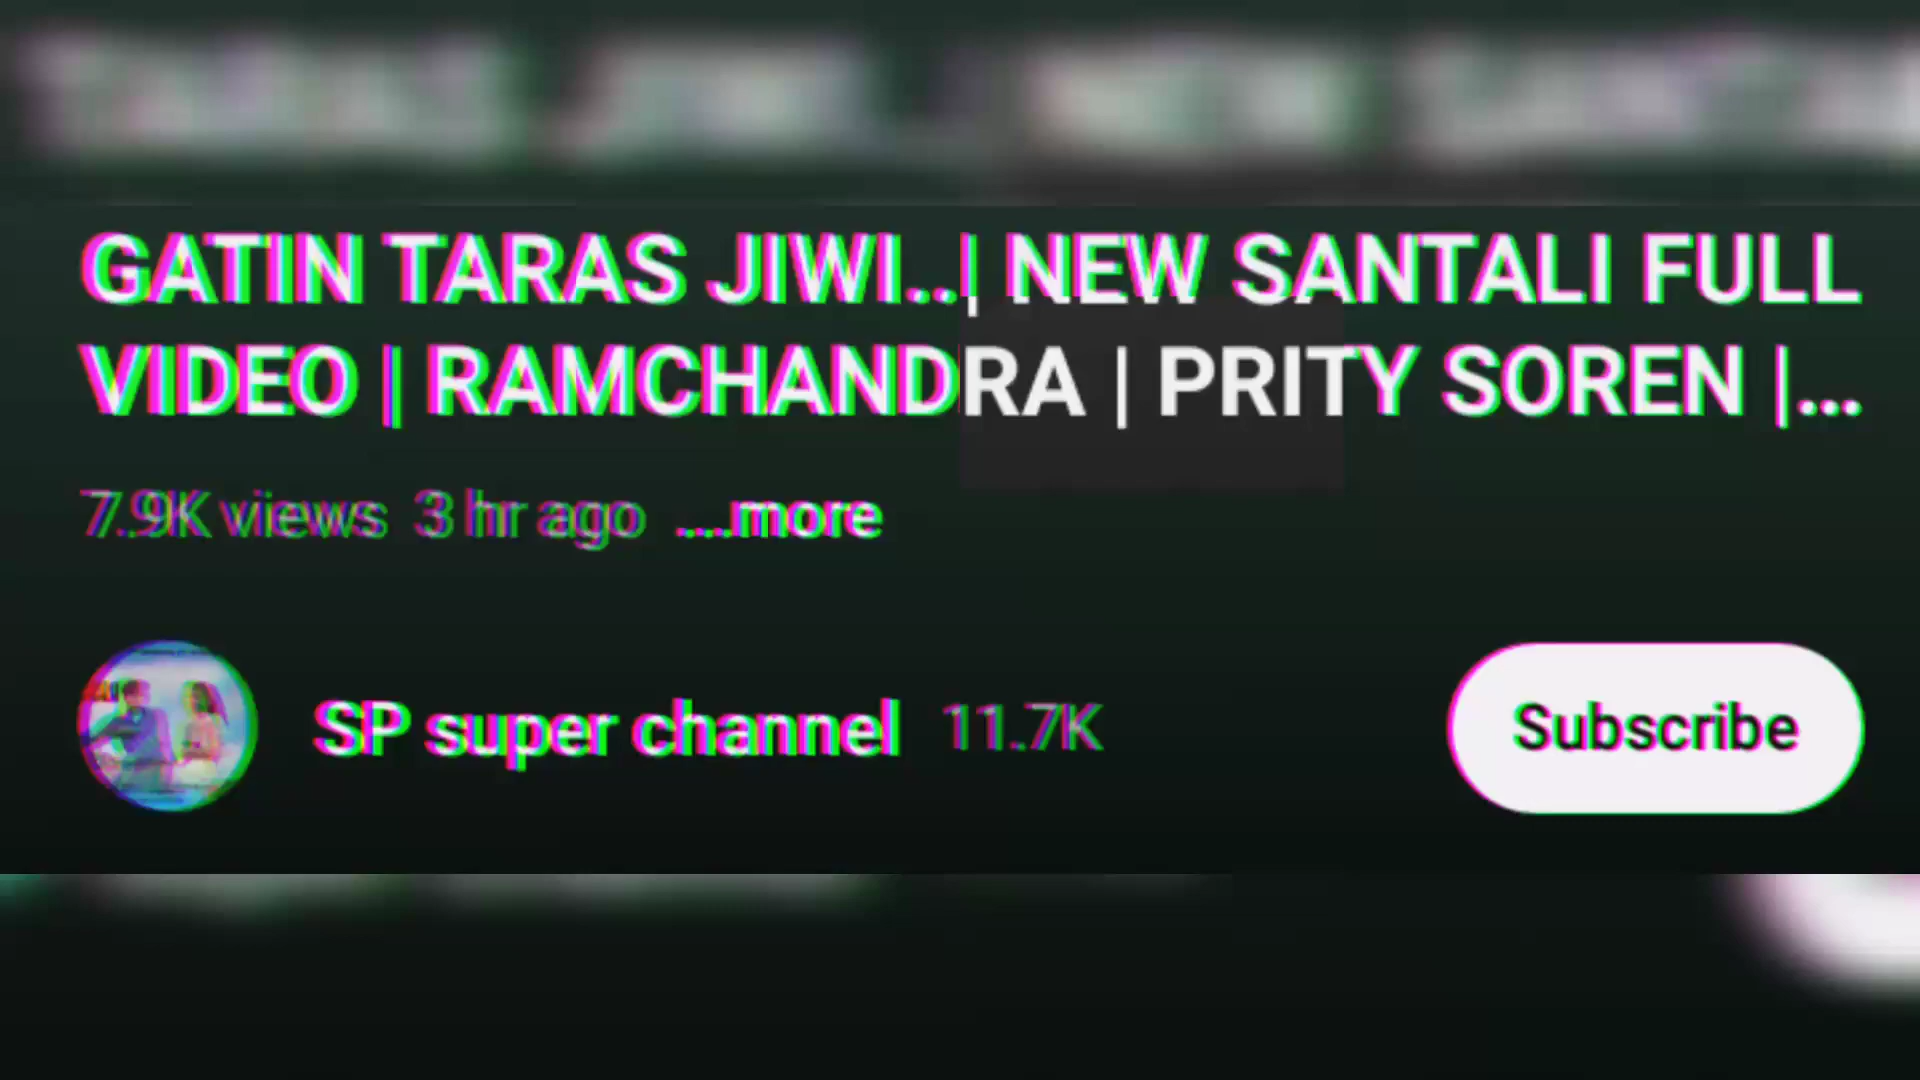 GATIN TARAS JIWI..| NEW SANTALI FULL
VIDEO | RAMCHANDRA | PRITY SOREN |...
7.9K views 3 hr ago ....more
SP super channel 11.7K
Subscribe